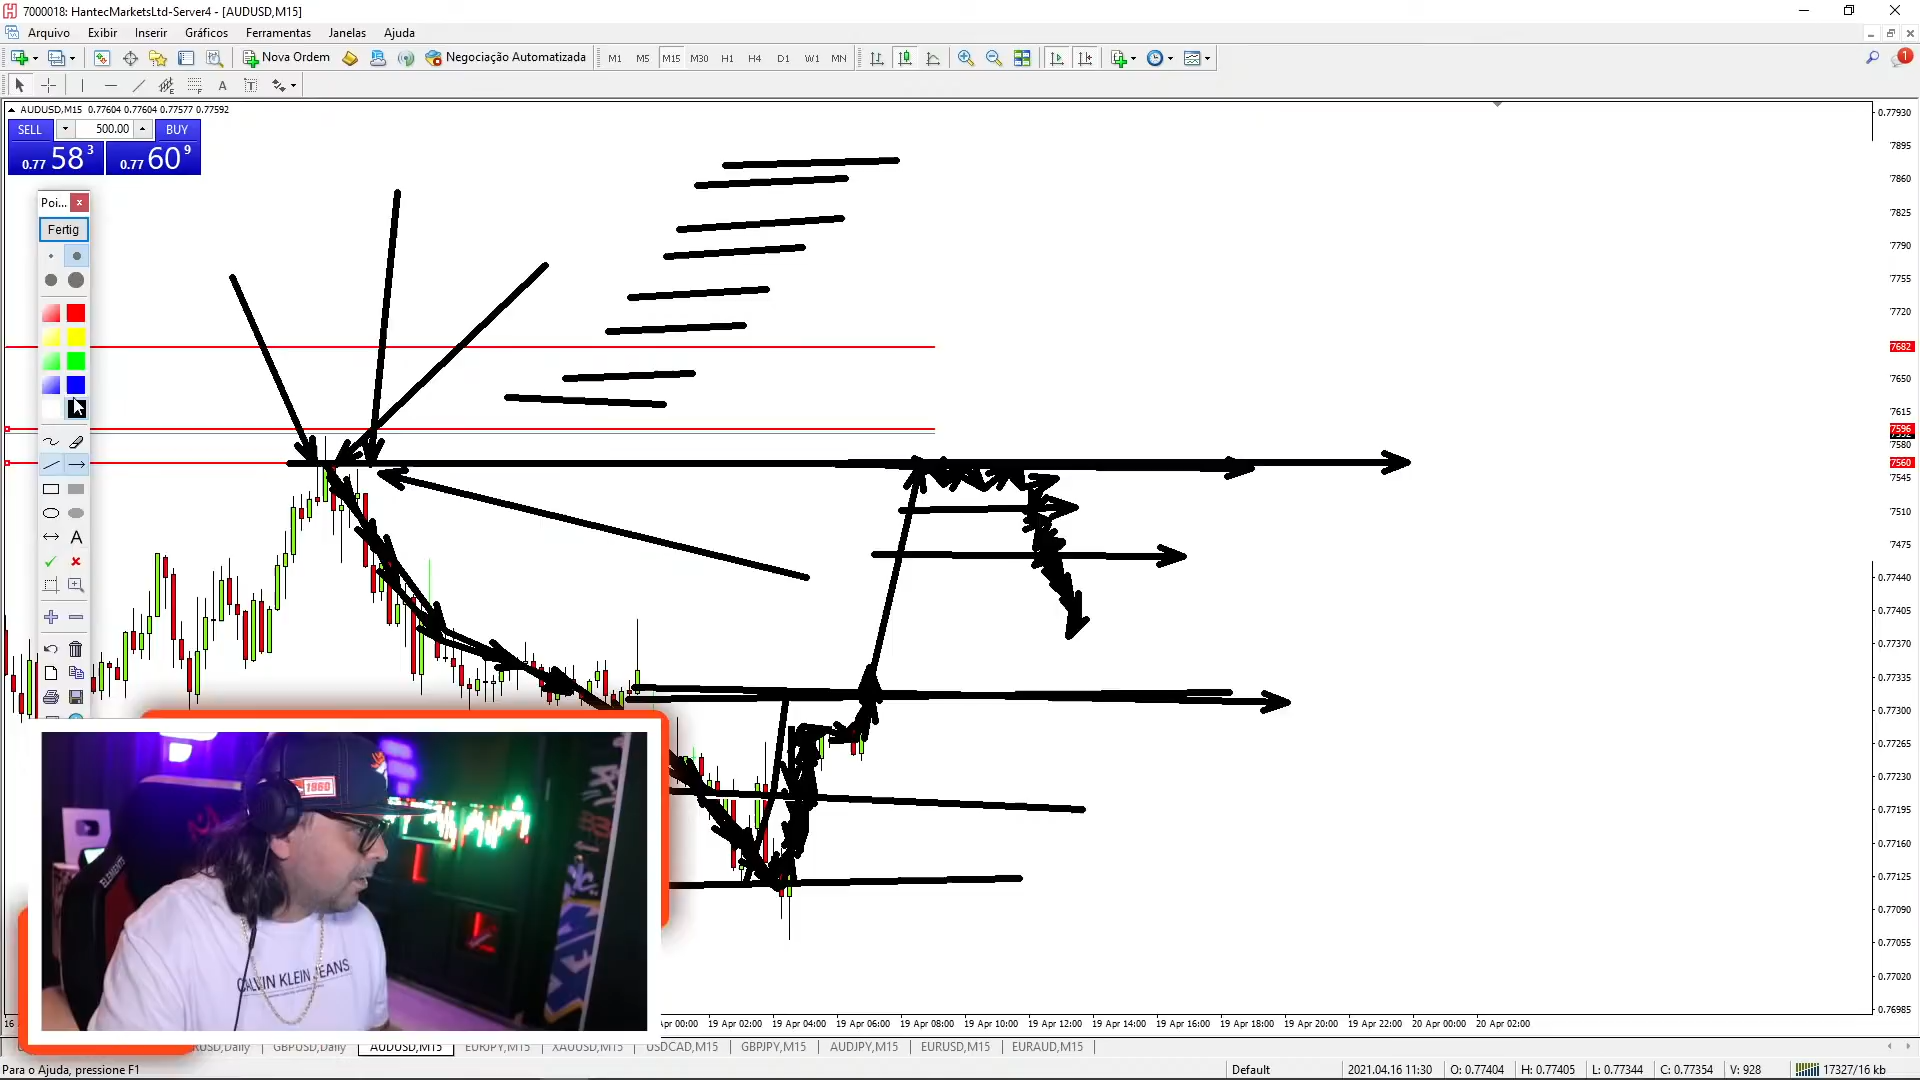 7000018: HantecMarketsLtd-Server4 - [AUDUSD,M15]
Arquivo Exibir Inserir Gráficos Ferramentas Janelas Ajuda
Nova Ordem Negociação Automatizada M1 M5 M15 M30 H1 H4 D1 W1 MN 1
A T
AUDUSD,M15 0.77604 0.77604 0.77577 0.77592
SELL 500.00 BUY
0.77 58 3 0.77 60 9
Poi...
Fertig
A
7930
7895
7860
7825
7790
7755
7720
7682
7650
7615
7596
7580
7560
7545
7510
7475
0.77440
0.77405
0.77370
0.77335
0.77300
0.77265
0.77230
0.77195
0.77160
0.77125
0.77090
0.77055
0.77020
0.76985
1960
ELEMENTS
CALVIN KLEIN JEANS
16 00:00 19 Apr 02:00 19 Apr 04:00 19 Apr 06:00 19 Apr 08:00 19 Apr 10:00 19 Apr 12:00 19 Apr 14:00 19 Apr 16:00 19 Apr 18:00 19 Apr 20:00 19 Apr 22:00 20 Apr 00:00 20 Apr 02:00
USD,Daily GBPUSD,Daily AUDUSD,M15 EURJPY,M15 XAUUSD,M15 USDCAD,M15 GBPJPY,M15 AUDJPY,M15 EURUSD,M15 EURAUD,M15
Para o Ajuda, pressione F1 Default 2021.04.16 11:30 O: 0.77404 H: 0.77405 L: 0.77344 C: 0.77354 V: 928 17327/16 kb